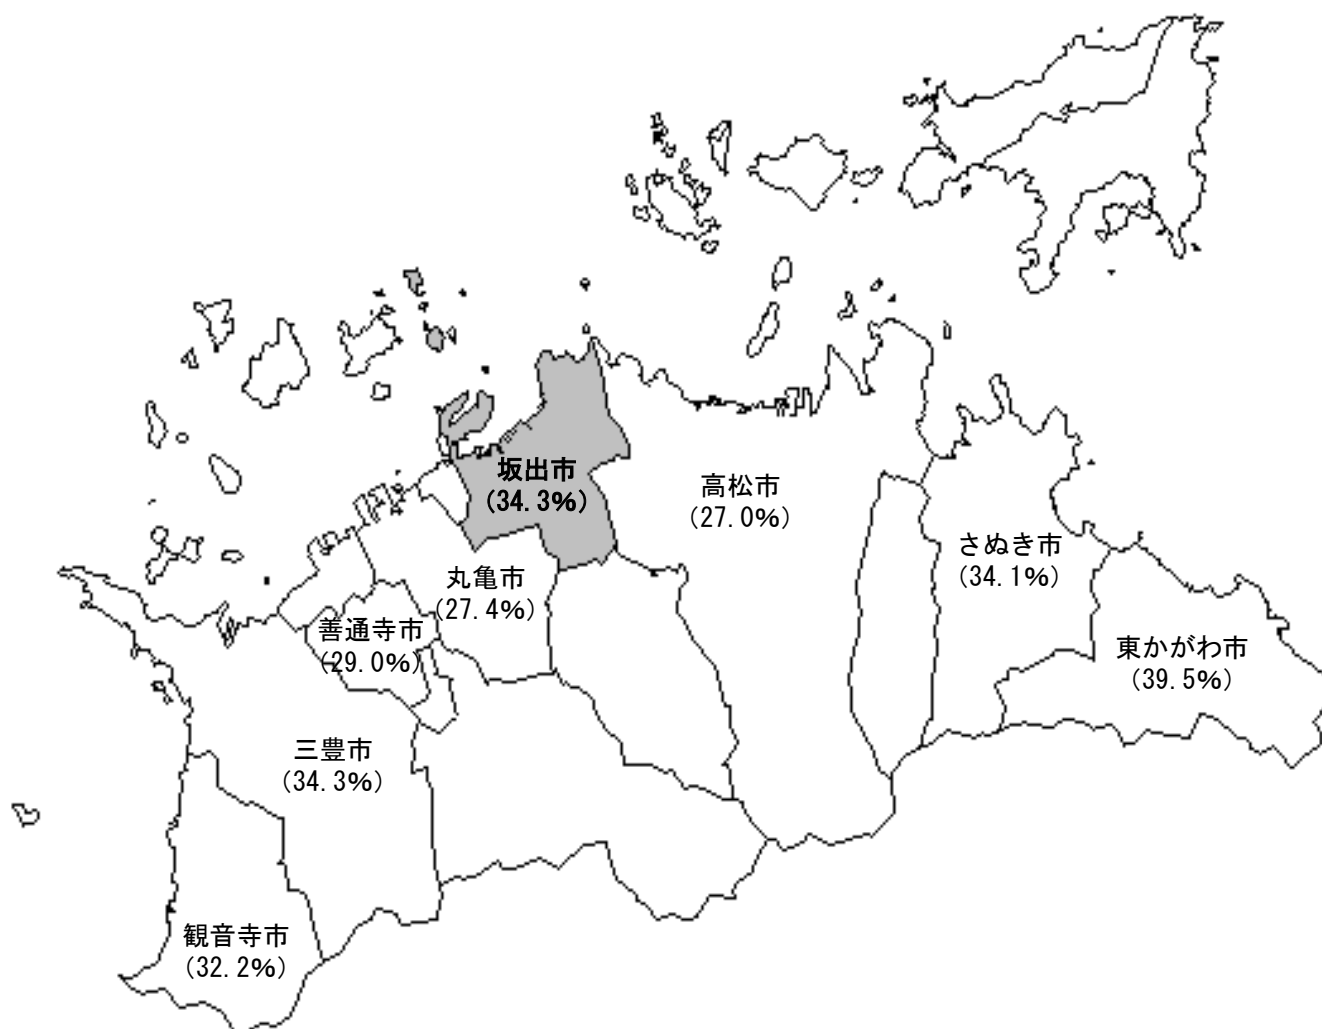 坂出市
(34.3%)
高松市
(27.0%)
さぬき市
(34.1%)
丸亀市
(27.4%)
善通寺市
(29.0%)
東かがわ市
(39.5%)
三豊市
(34.3%)
観音寺市
(32.2%)